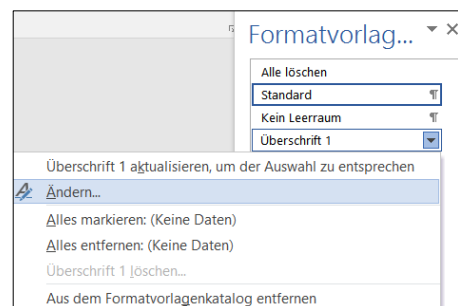 Formatvorlag...
Alle löschen
Standard
Kein Leerraum
Überschrift 1
Überschrift 1 aktualisieren, um der Auswahl zu entsprechen
Ändern...
Alles markieren: (Keine Daten)
Alles entfernen: (Keine Daten)
Überschrift 1 löschen...
Aus dem Formatvorlagenkatalog entfernen